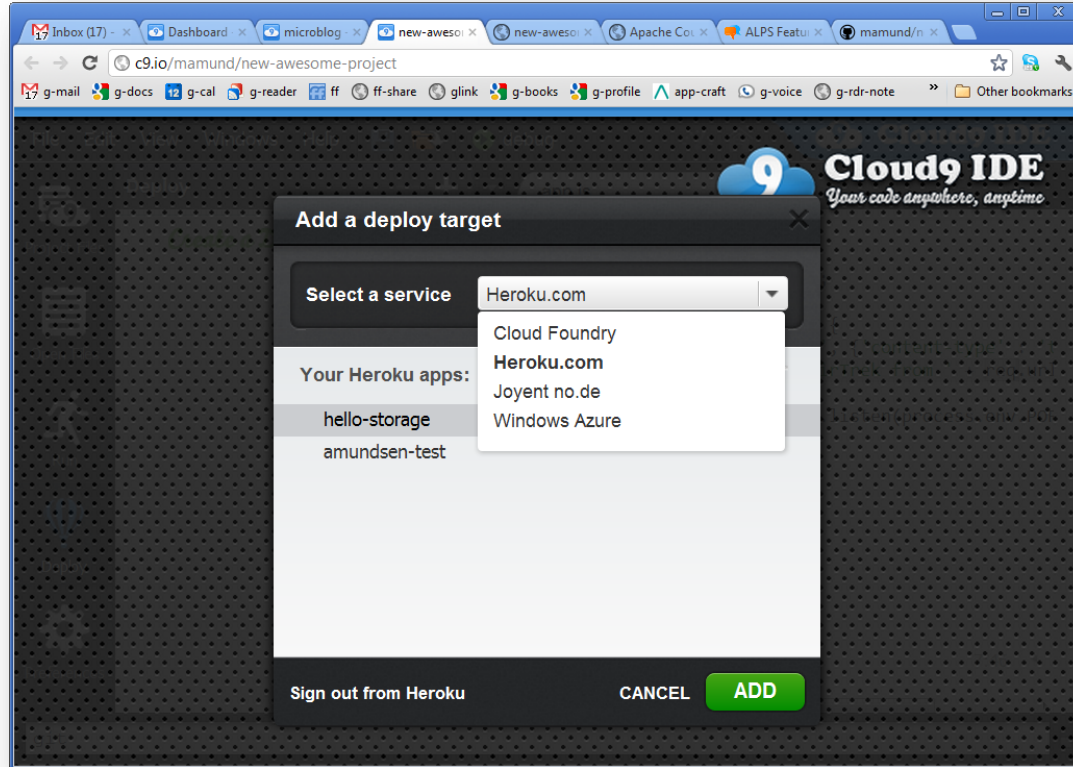 Inbox (17) - Dashboard - microblog - new-aweso new-aweso Apache Cou ALPS Featu mamund/n
c9.io/mamund/new-awesome-project
g-mail g-docs 12 g-cal g-reader ff ff-share glink g-books g-profile app-craft g-voice g-rdr-note » Other bookmarks
9 Cloud9 IDE
Your code anywhere, anytime
Add a deploy target
Select a service Heroku.com
Cloud Foundry
Heroku.com
Joyent no.de
Windows Azure
Your Heroku apps:
hello-storage
amundsen-test
Sign out from Heroku CANCEL ADD